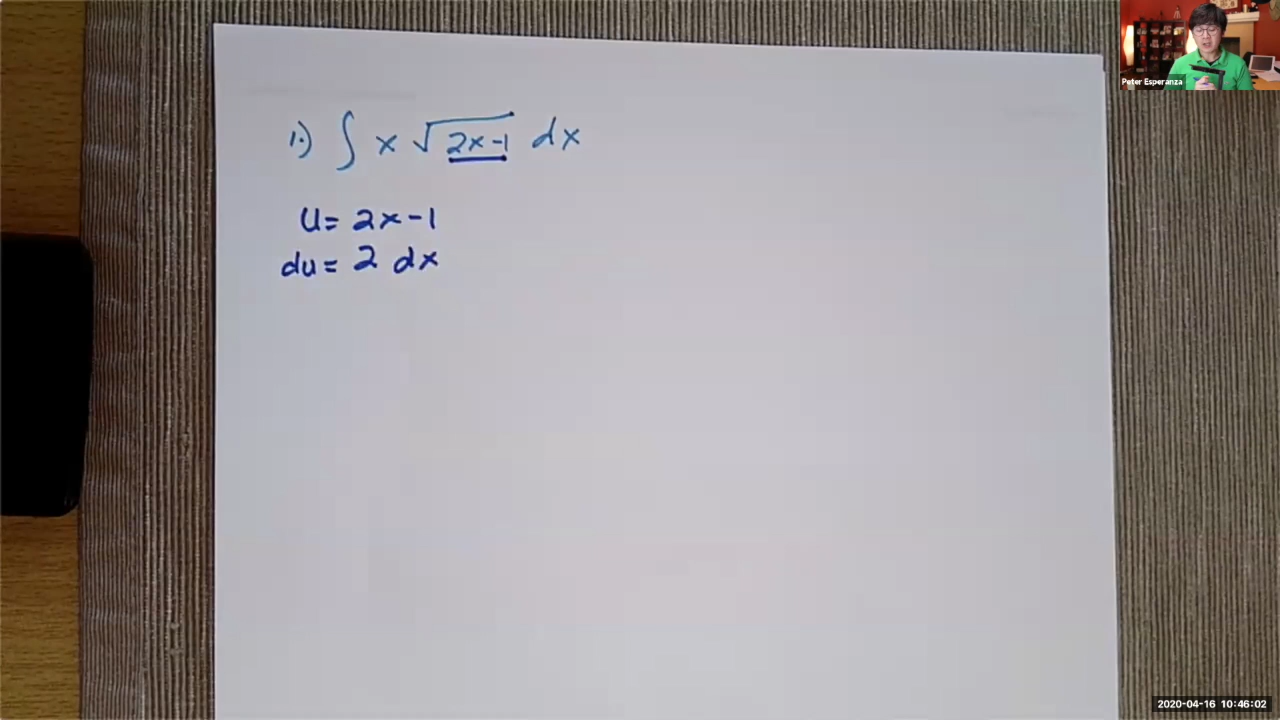 1.) ∫ x √2x-1 dx
u = 2x-1
du = 2 dx
Peter Esperanza
2020-04-16 10:46:02